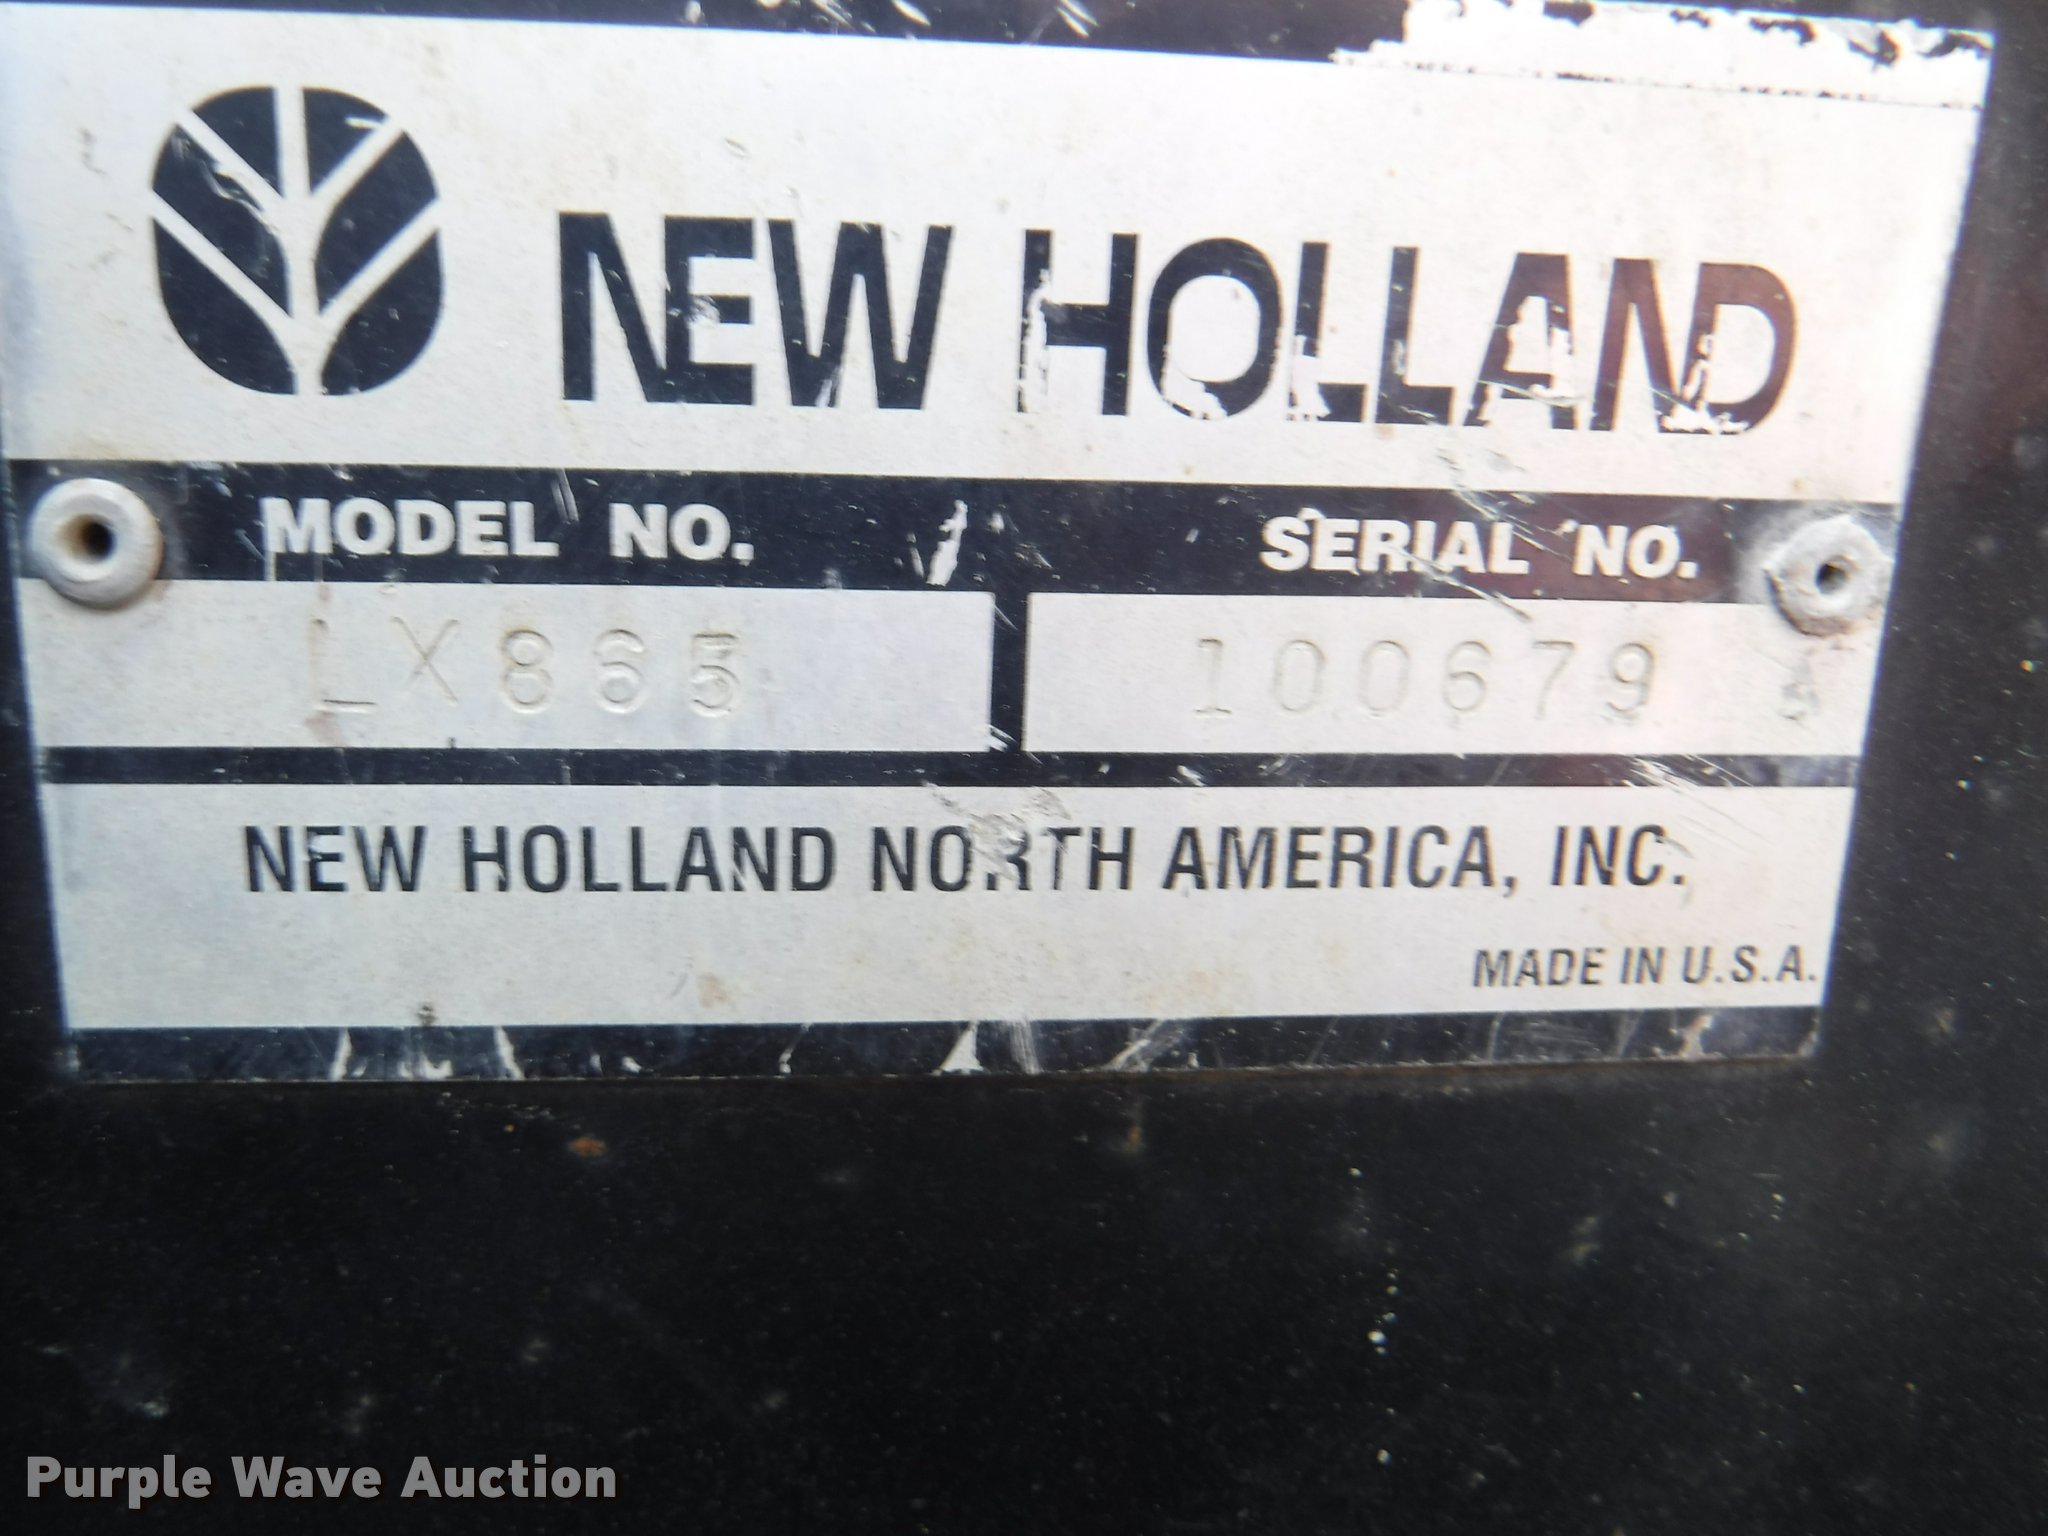 NEW HOLLAND
MODEL NO. SERIAL NO.
LX865 100679
NEW HOLLAND NORTH AMERICA, INC.
MADE IN U.S.A.
Purple Wave Auction